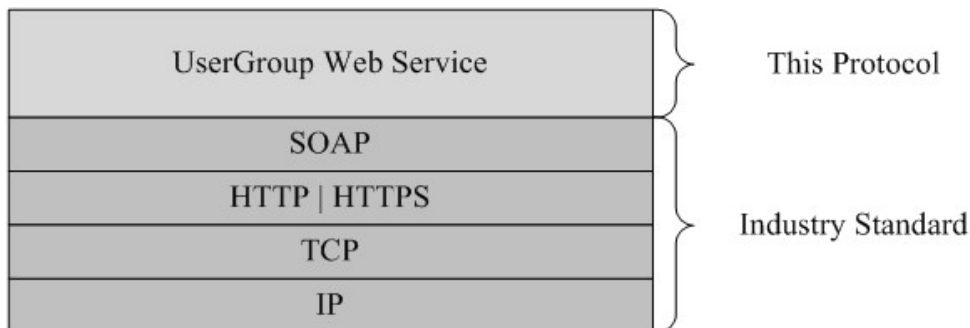 UserGroup Web Service
This Protocol
SOAP
HTTP | HTTPS
TCP
Industry Standard
IP